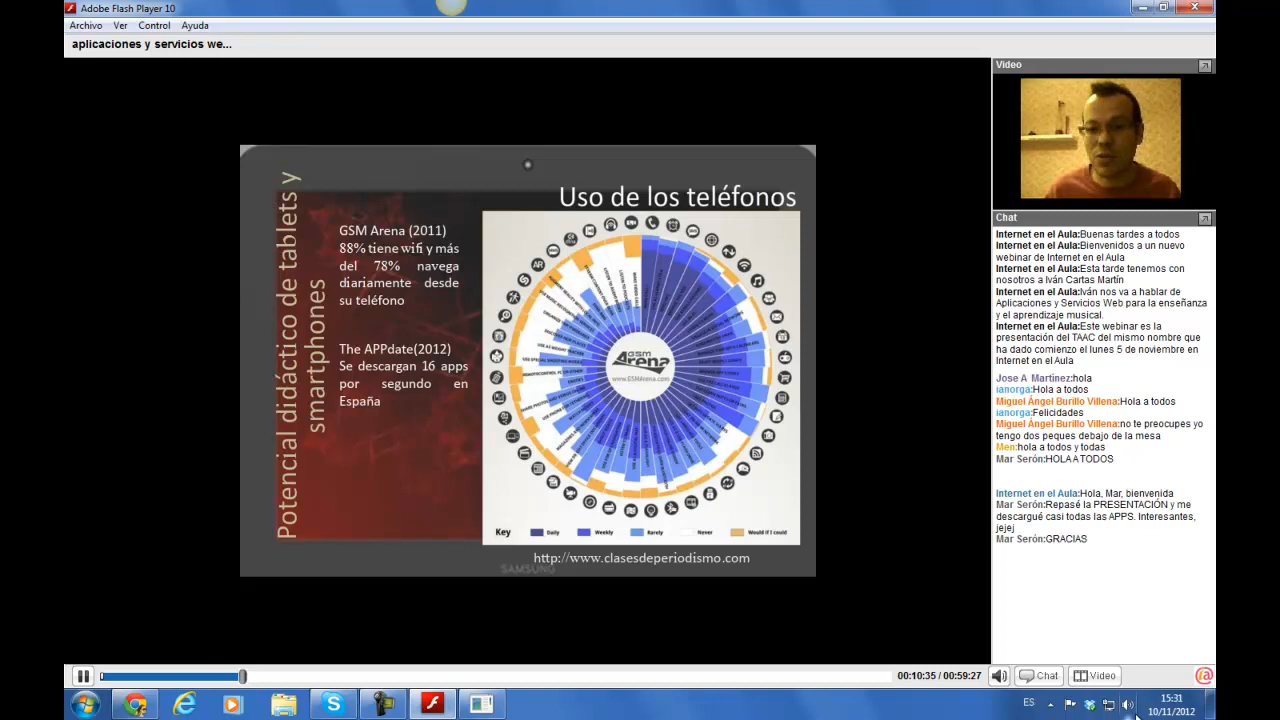 Adobe Flash Player 10
Archivo Ver Control Ayuda
aplicaciones y servicios we...
Potencial didáctico de tablets y
smartphones
Uso de los teléfonos
GSM Arena (2011)
88% tiene wifi y más
del 78% navega
diariamente desde
su teléfono
The APPdate(2012)
Se descargan 16 apps
por segundo en
España
AR
GSM
Arena
www.GSMArena.com
Key Daily Weekly Rarely Never Would if I could
http://www.clasesdeperiodismo.com
SAMSUNG
Video
Chat
Internet en el Aula:Buenas tardes a todos
Internet en el Aula:Bienvenidos a un nuevo
webinar de Internet en el Aula
Internet en el Aula:Esta tarde tenemos con
nosotros a Iván Cartas Martín
Internet en el Aula:Iván nos va a hablar de
Aplicaciones y Servicios Web para la enseñanza
y el aprendizaje musical.
Internet en el Aula:Este webinar es la
presentación del TAAC del mismo nombre que
ha dado comienzo el lunes 5 de noviembre en
Internet en el Aula
Jose A Martínez:hola
ianorga:Hola a todos
Miguel Ángel Burillo Villena:Hola a todos
ianorga:Felicidades
Miguel Ángel Burillo Villena:no te preocupes yo
tengo dos peques debajo de la mesa
Men:hola a todos y todas
Mar Serón:HOLA A TODOS
Internet en el Aula:Hola, Mar, bienvenida
Mar Serón:Repasé la PRESENTACIÓN y me
descargué casi todas las APPS. Interesantes,
jejej
Mar Serón:GRACIAS
00:10:35 / 00:59:27
Chat
Video
ES
15:31
10/11/2012